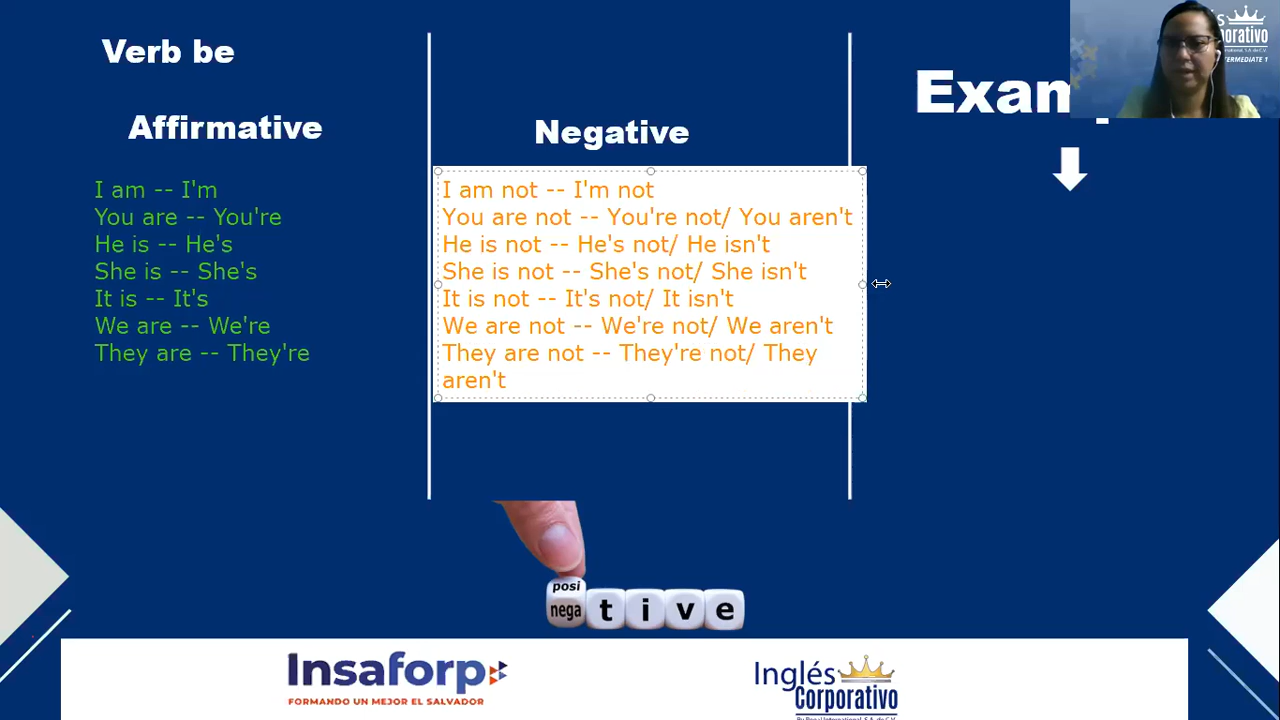 Verb be
Affirmative
I am -- I'm
You are -- You're
He is -- He's
She is -- She's
It is -- It's
We are -- We're
They are -- They're
Negative
I am not -- I'm not
You are not -- You're not/ You aren't
He is not -- He's not/ He isn't
She is not -- She's not/ She isn't
It is not -- It's not/ It isn't
We are not -- We're not/ We aren't
They are not -- They're not/ They
aren't
posi
nega t i v e
Insaforp
FORMANDO UN MEJOR EL SALVADOR
Inglés
Corporativo